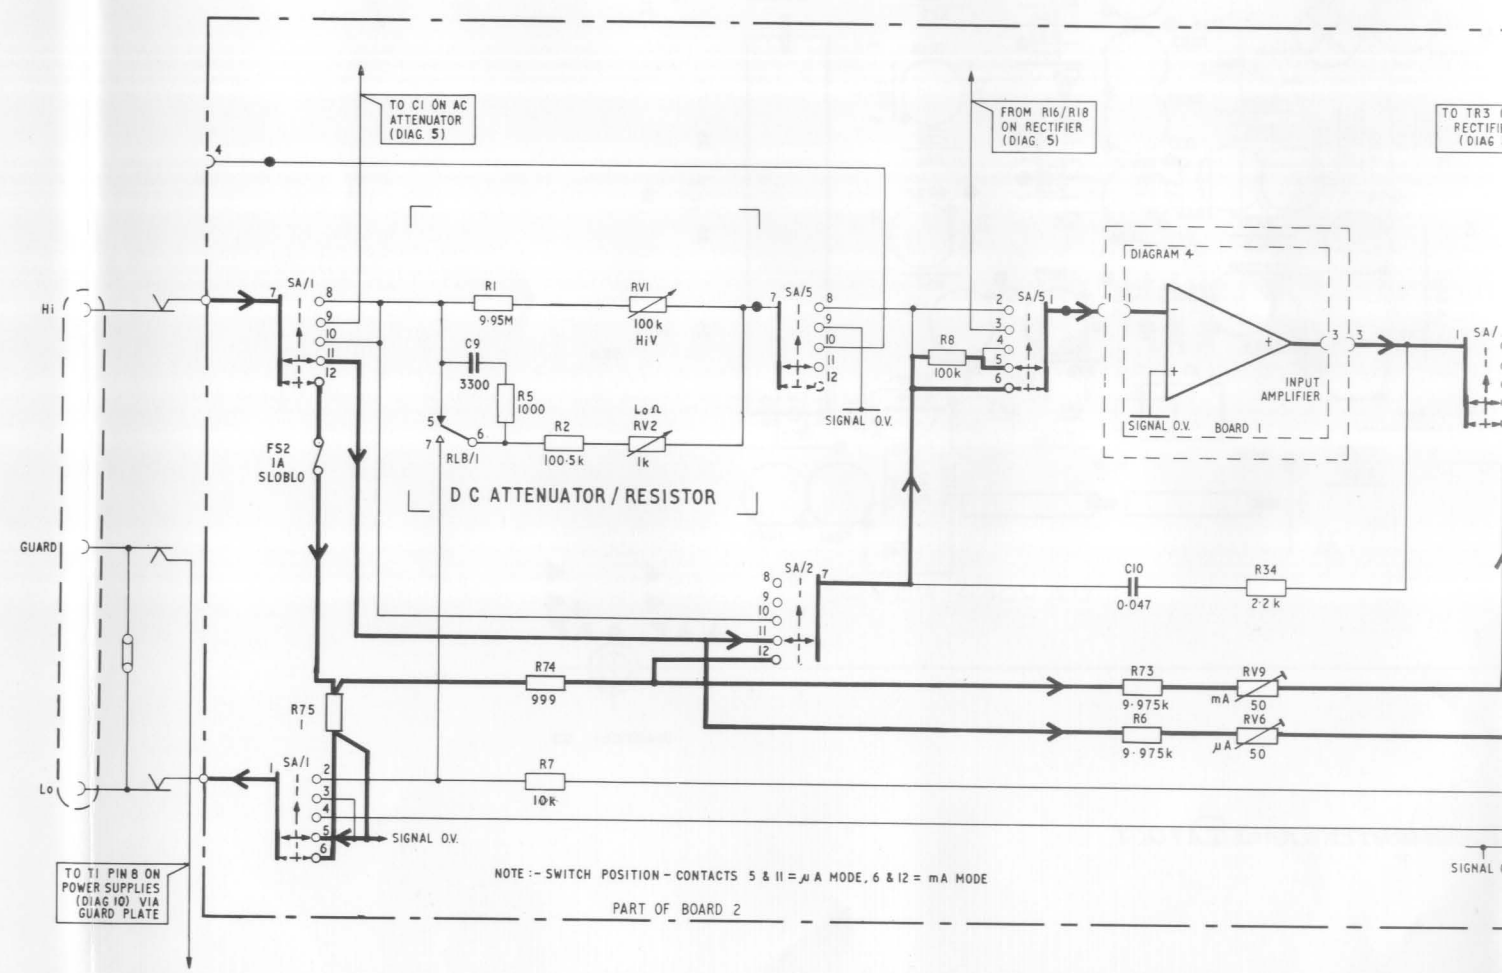 TO C1 ON AC
ATTENUATOR
(DIAG. 5)
FROM R16/R18
ON RECTIFIER
(DIAG. 5)
TO TR3
RECTIFI
(DIAG
4
DIAGRAM 4
Hi
7
SA/1
8
9
10
11
12
R1
9·95M
RV1
100k
HiV
C9
3300
R5
1000
5
7
6
RLB/1
R2
100·5k
LoΩ
RV2
1k
DC ATTENUATOR/RESISTOR
7
SA/5
8
9
10
11
12
SIGNAL O.V.
2
SA/5
1
3
4
5
6
R8
100k
1
1
-
+
+
3
3
INPUT
AMPLIFIER
SIGNAL O.V.
BOARD 1
1
SA/
FS2
1A
SLOBLO
GUARD
SA/2
7
8
9
10
11
12
C10
0·047
R34
2·2k
R74
999
R73
9·975k
RV9
mA
50
R6
9·975k
RV6
µA
50
R75
1
Lo
1
SA/1
2
3
4
5
6
R7
10k
SIGNAL O.V.
SIGNAL
TO T1 PIN 8 ON
POWER SUPPLIES
(DIAG 10) VIA
GUARD PLATE
NOTE:- SWITCH POSITION - CONTACTS 5 & 11 = µA MODE, 6 & 12 = mA MODE
PART OF BOARD 2